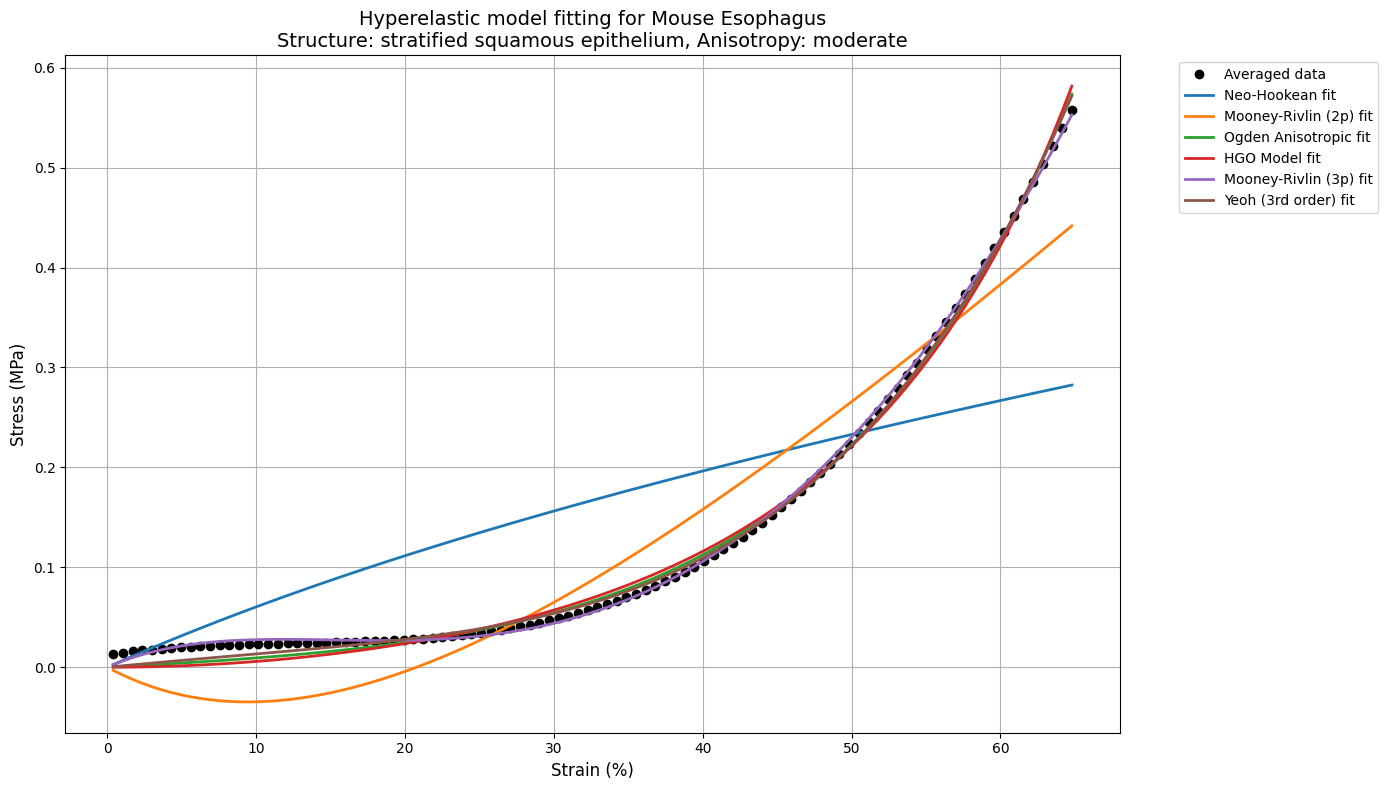 Hyperelastic model fitting for Mouse Esophagus
Structure: stratified squamous epithelium, Anisotropy: moderate
Stress (MPa)
0.6
0.5
0.4
0.3
0.2
0.1
0.0
0 10 20 30 40 50 60
Strain (%)
Averaged data
Neo-Hookean fit
Mooney-Rivlin (2p) fit
Ogden Anisotropic fit
HGO Model fit
Mooney-Rivlin (3p) fit
Yeoh (3rd order) fit